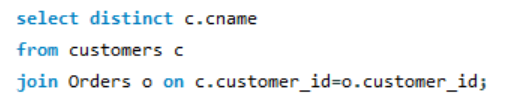 select distinct c.cname
from customers c
join Orders o on c.customer_id=o.customer_id;